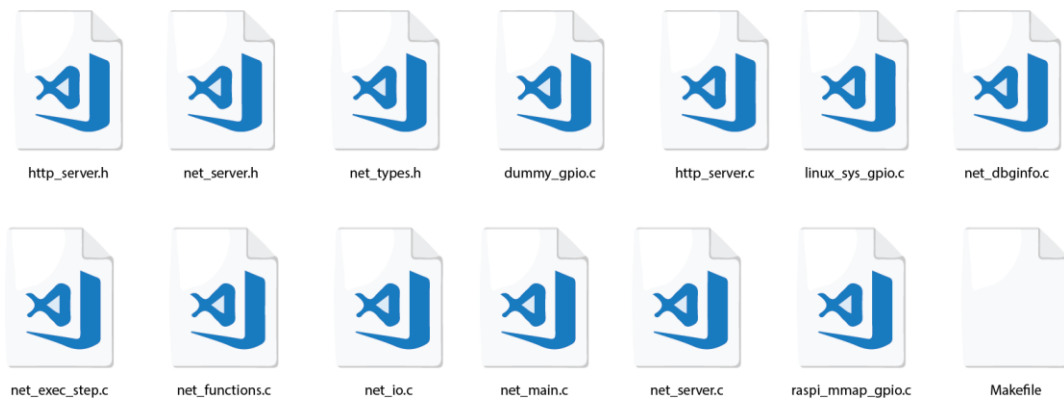 http_server.h net_server.h net_types.h dummy_gpio.c http_server.c linux_sys_gpio.c net_dbginfo.c
net_exec_step.c net_functions.c net_io.c net_main.c net_server.c raspi_mmap_gpio.c Makefile